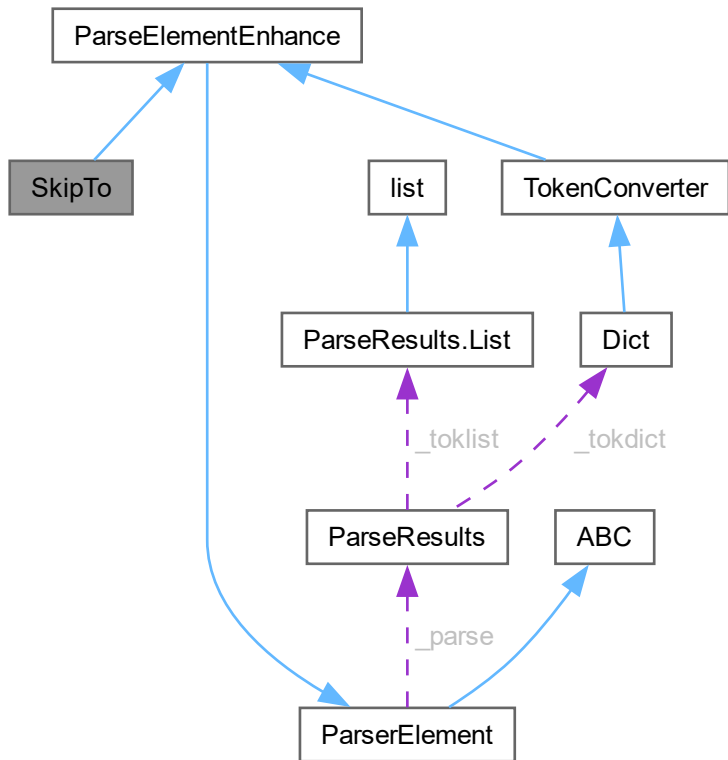 ParseElementEnhance
SkipTo
list
TokenConverter
ParseResults.List
Dict
_toklist
_tokdict
ParseResults
ABC
_parse
ParserElement